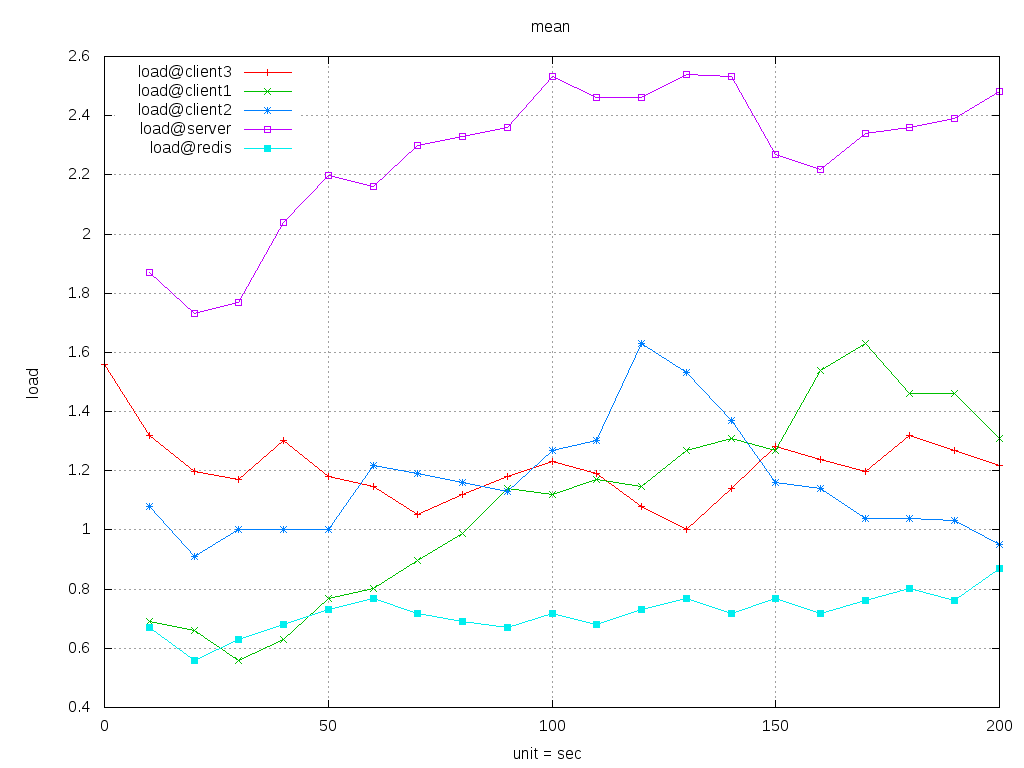 mean
2.6
load@client3
load@client1
2.4
load@client2
load@server
load@redis
2.2
2
1.8
1.6
load
1.4
1.2
1
0.8
0.6
0.4
0 50 100 150 200
unit = sec